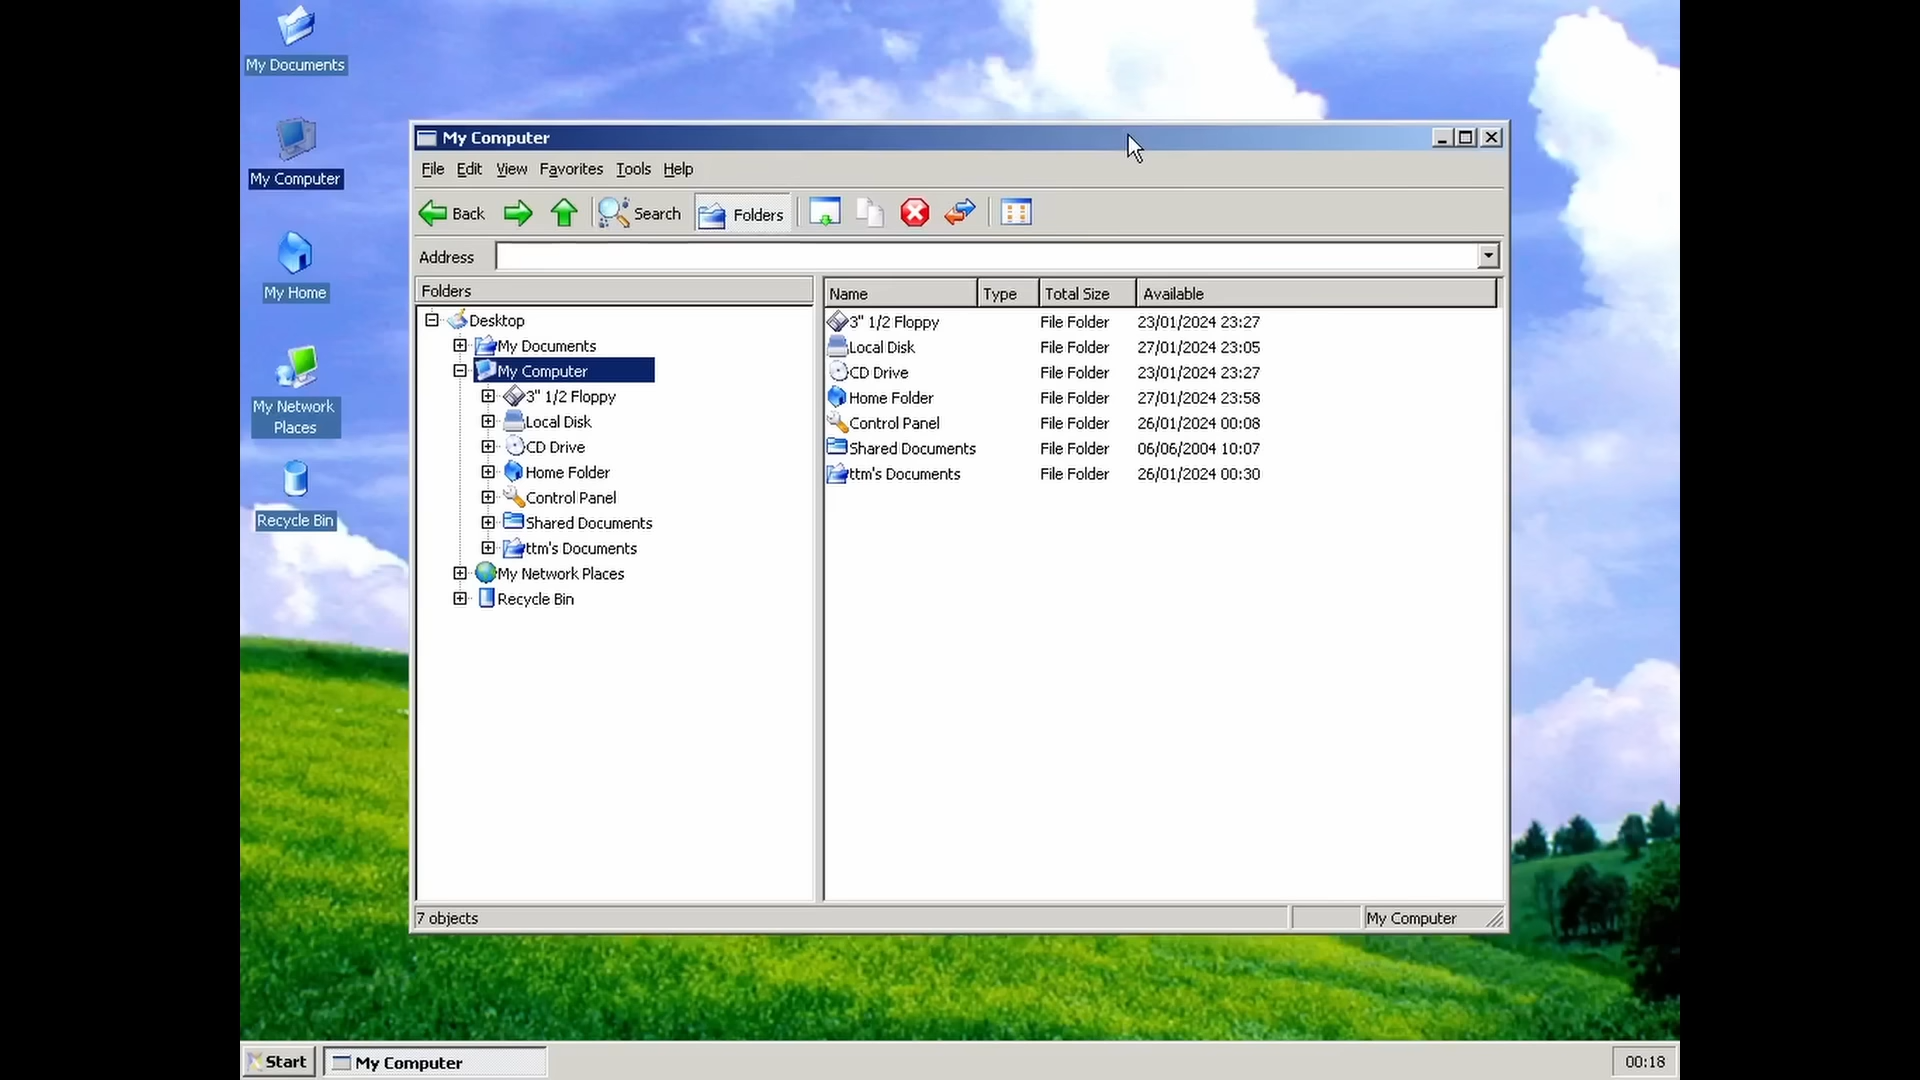 My Documents
My Computer
My Home
My Network
Places
Recycle Bin
My Computer
File Edit View Favorites Tools Help
Back Search Folders
Address
Folders
Desktop
My Documents
My Computer
3" 1/2 Floppy
Local Disk
CD Drive
Home Folder
Control Panel
Shared Documents
ttm's Documents
My Network Places
Recycle Bin
Name Type Total Size Available
3" 1/2 Floppy File Folder 23/01/2024 23:27
Local Disk File Folder 27/01/2024 23:05
CD Drive File Folder 23/01/2024 23:27
Home Folder File Folder 27/01/2024 23:58
Control Panel File Folder 26/01/2024 00:08
Shared Documents File Folder 06/06/2004 10:07
ttm's Documents File Folder 26/01/2024 00:30
7 objects My Computer
Start My Computer 00:18